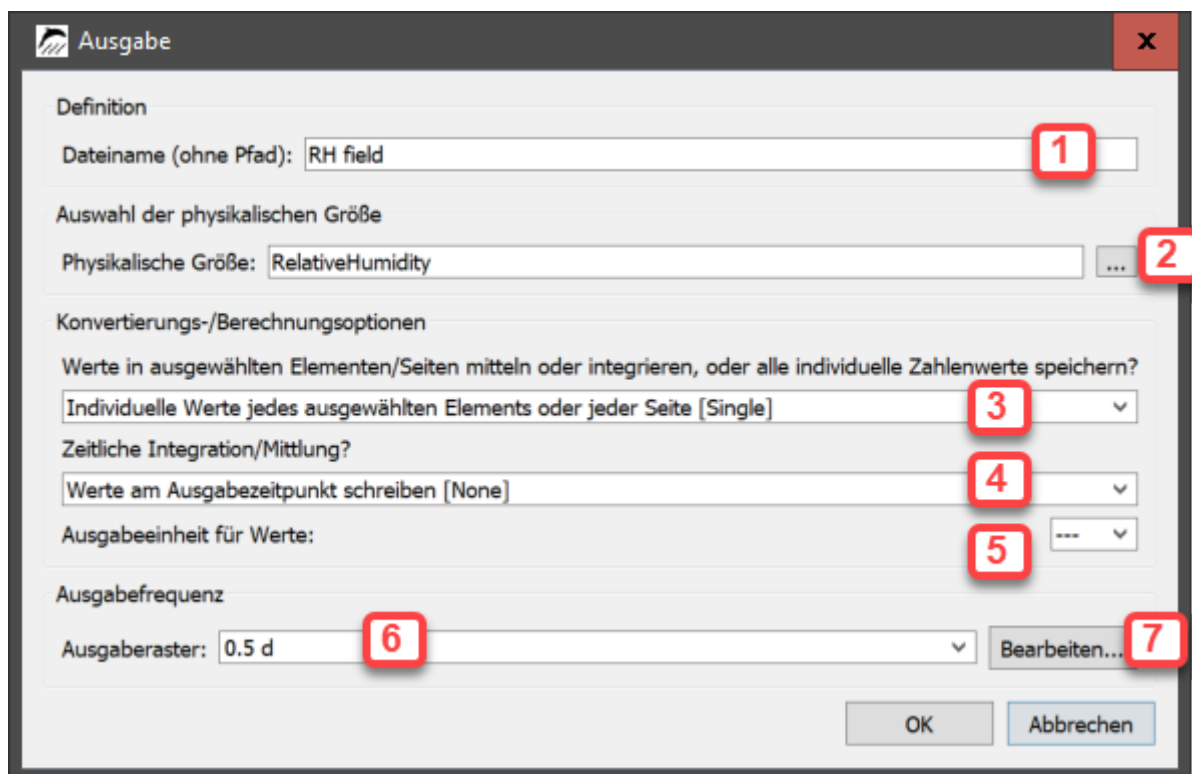 Ausgabe
x
Definition
Dateiname (ohne Pfad): RH field 1
Auswahl der physikalischen Größe
Physikalische Größe: RelativeHumidity ... 2
Konvertierungs-/Berechnungsoptionen
Werte in ausgewählten Elementen/Seiten mitteln oder integrieren, oder alle individuelle Zahlenwerte speichern?
Individuelle Werte jedes ausgewählten Elements oder jeder Seite [Single] 3
Zeitliche Integration/Mittlung?
Werte am Ausgabezeitpunkt schreiben [None] 4
Ausgabeeinheit für Werte: 5 ---
Ausgabefrequenz
Ausgaberaster: 0.5 d 6 Bearbeiten... 7
OK Abbrechen